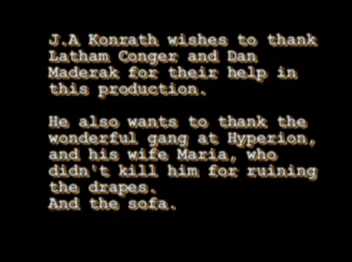 J.A Konrath wishes to thank
Latham Conger and Dan
Maderak for their help in
this production.
He also wants to thank the
wonderful gang at Hyperion,
and his wife Maria, who
didn't kill him for ruining
the drapes.
And the sofa.